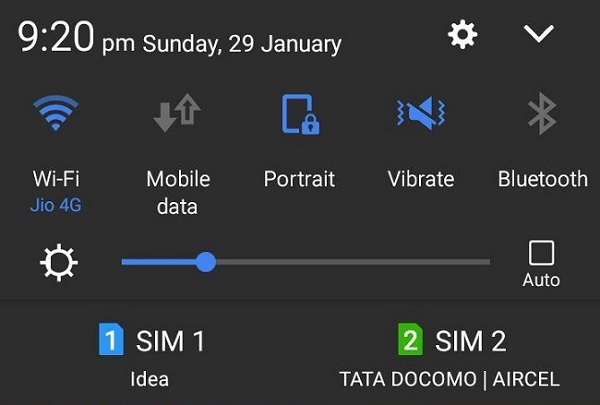 9:20 pm Sunday, 29 January
Wi-Fi Mobile data Portrait Vibrate Bluetooth
Jio 4G
Auto
1 SIM 1 2 SIM 2
Idea TATA DOCOMO | AIRCEL